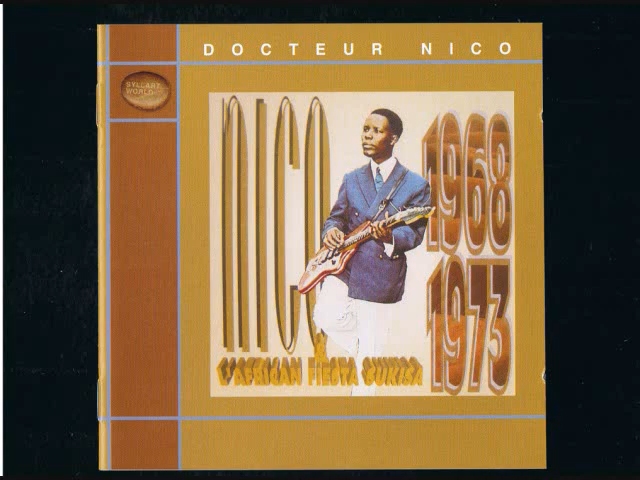 DOCTEUR NICO
SYLLART
WORLD
NICO
1968
1973
&
L'AFRICAN FIESTA SUKISA